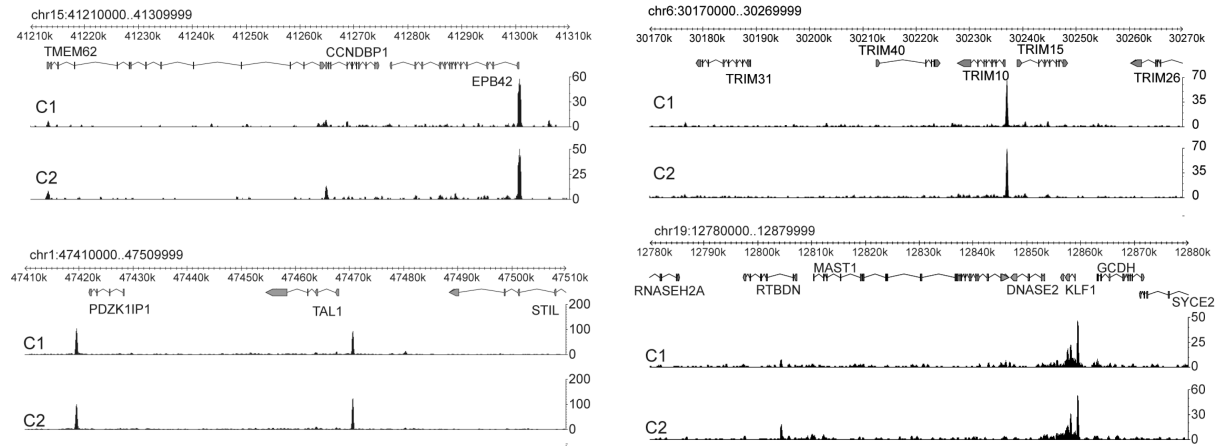 chr15:41210000..41309999
41210k 41220k 41230k 41240k 41250k 41260k 41270k 41280k 41290k 41300k 41310k
TMEM62 CCNDBP1
EPB42
60
C1
30
0
50
C2
25
0
chr6:30170000..30269999
30170k 30180k 30190k 30200k 30210k 30220k 30230k 30240k 30250k 30260k 30270k
TRIM40 TRIM15
TRIM31 TRIM10 TRIM26
70
C1
35
0
70
C2
35
0
chr1:47410000..47509999
47410k 47420k 47430k 47440k 47450k 47460k 47470k 47480k 47490k 47500k 47510k
PDZK1IP1 TAL1 STIL
200
C1
100
0
200
C2
100
0
chr19:12780000..12879999
12780k 12790k 12800k 12810k 12820k 12830k 12840k 12850k 12860k 12870k 12880k
MAST1 GCDH
RNASEH2A RTBDN DNASE2 KLF1
SYCE2
50
C1
25
0
60
C2
30
0